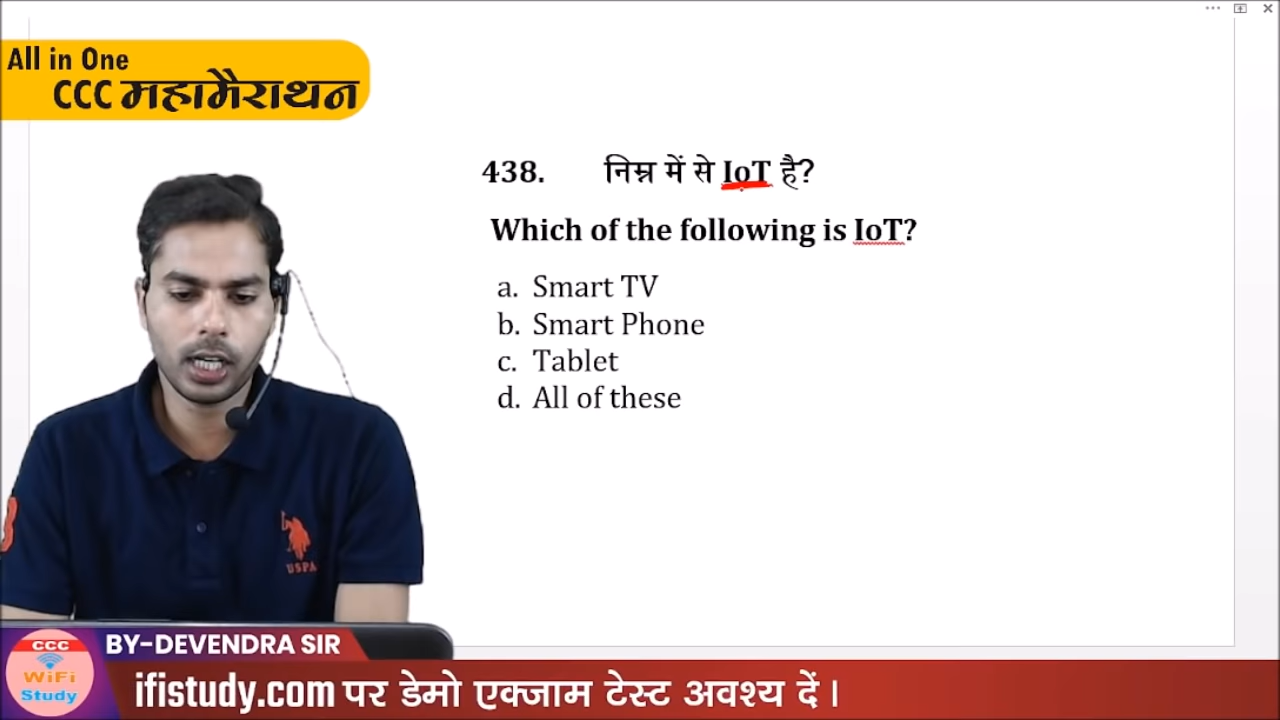 All in One
CCC महामैराथन
438. निम्न में से IoT है?
Which of the following is IoT?
a. Smart TV
b. Smart Phone
c. Tablet
d. All of these
USPA
BY-DEVENDRA SIR
CCC
WiFi
Study
ifistudy.com पर डेमो एक्जाम टेस्ट अवश्य दें ।